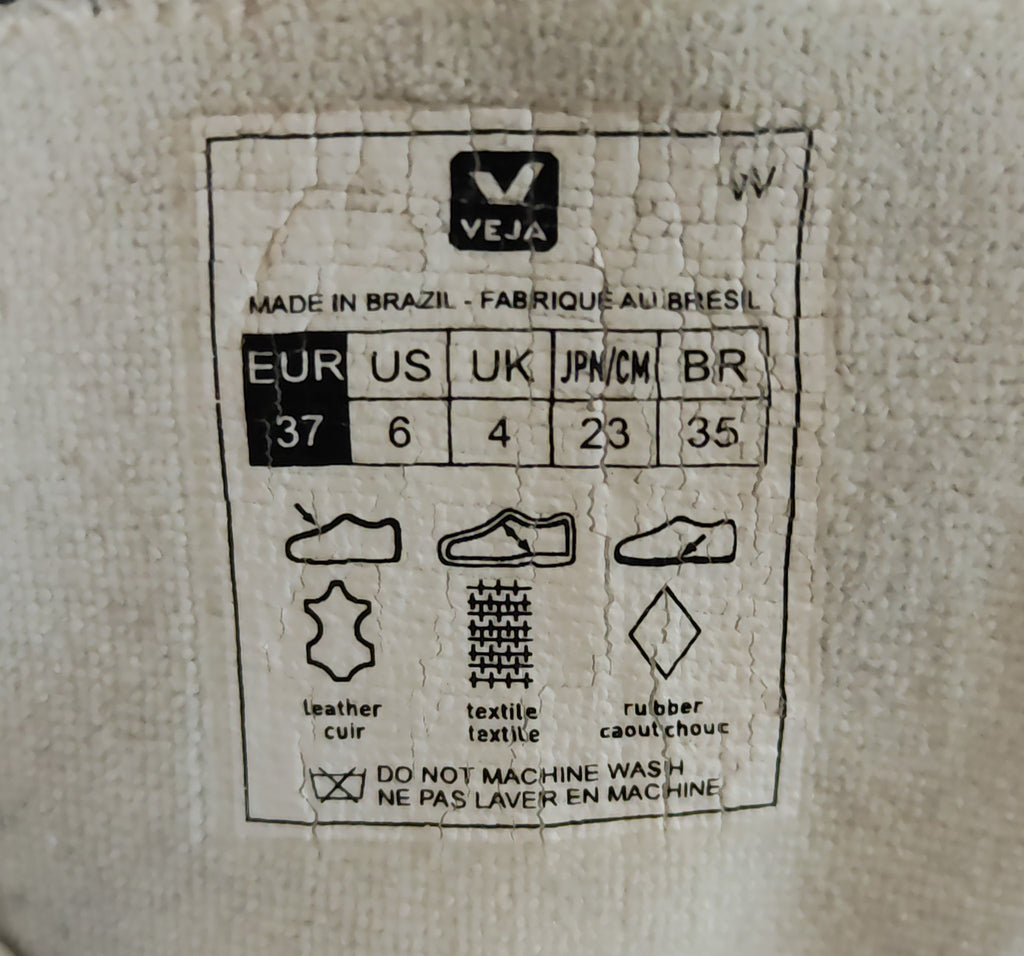 W
VEJA
MADE IN BRAZIL - FABRIQUE AU BRESIL
EUR US UK JPN/CM BR
37 6 4 23 35
leather textile rubber
cuir textile caoutchouc
DO NOT MACHINE WASH
NE PAS LAVER EN MACHINE